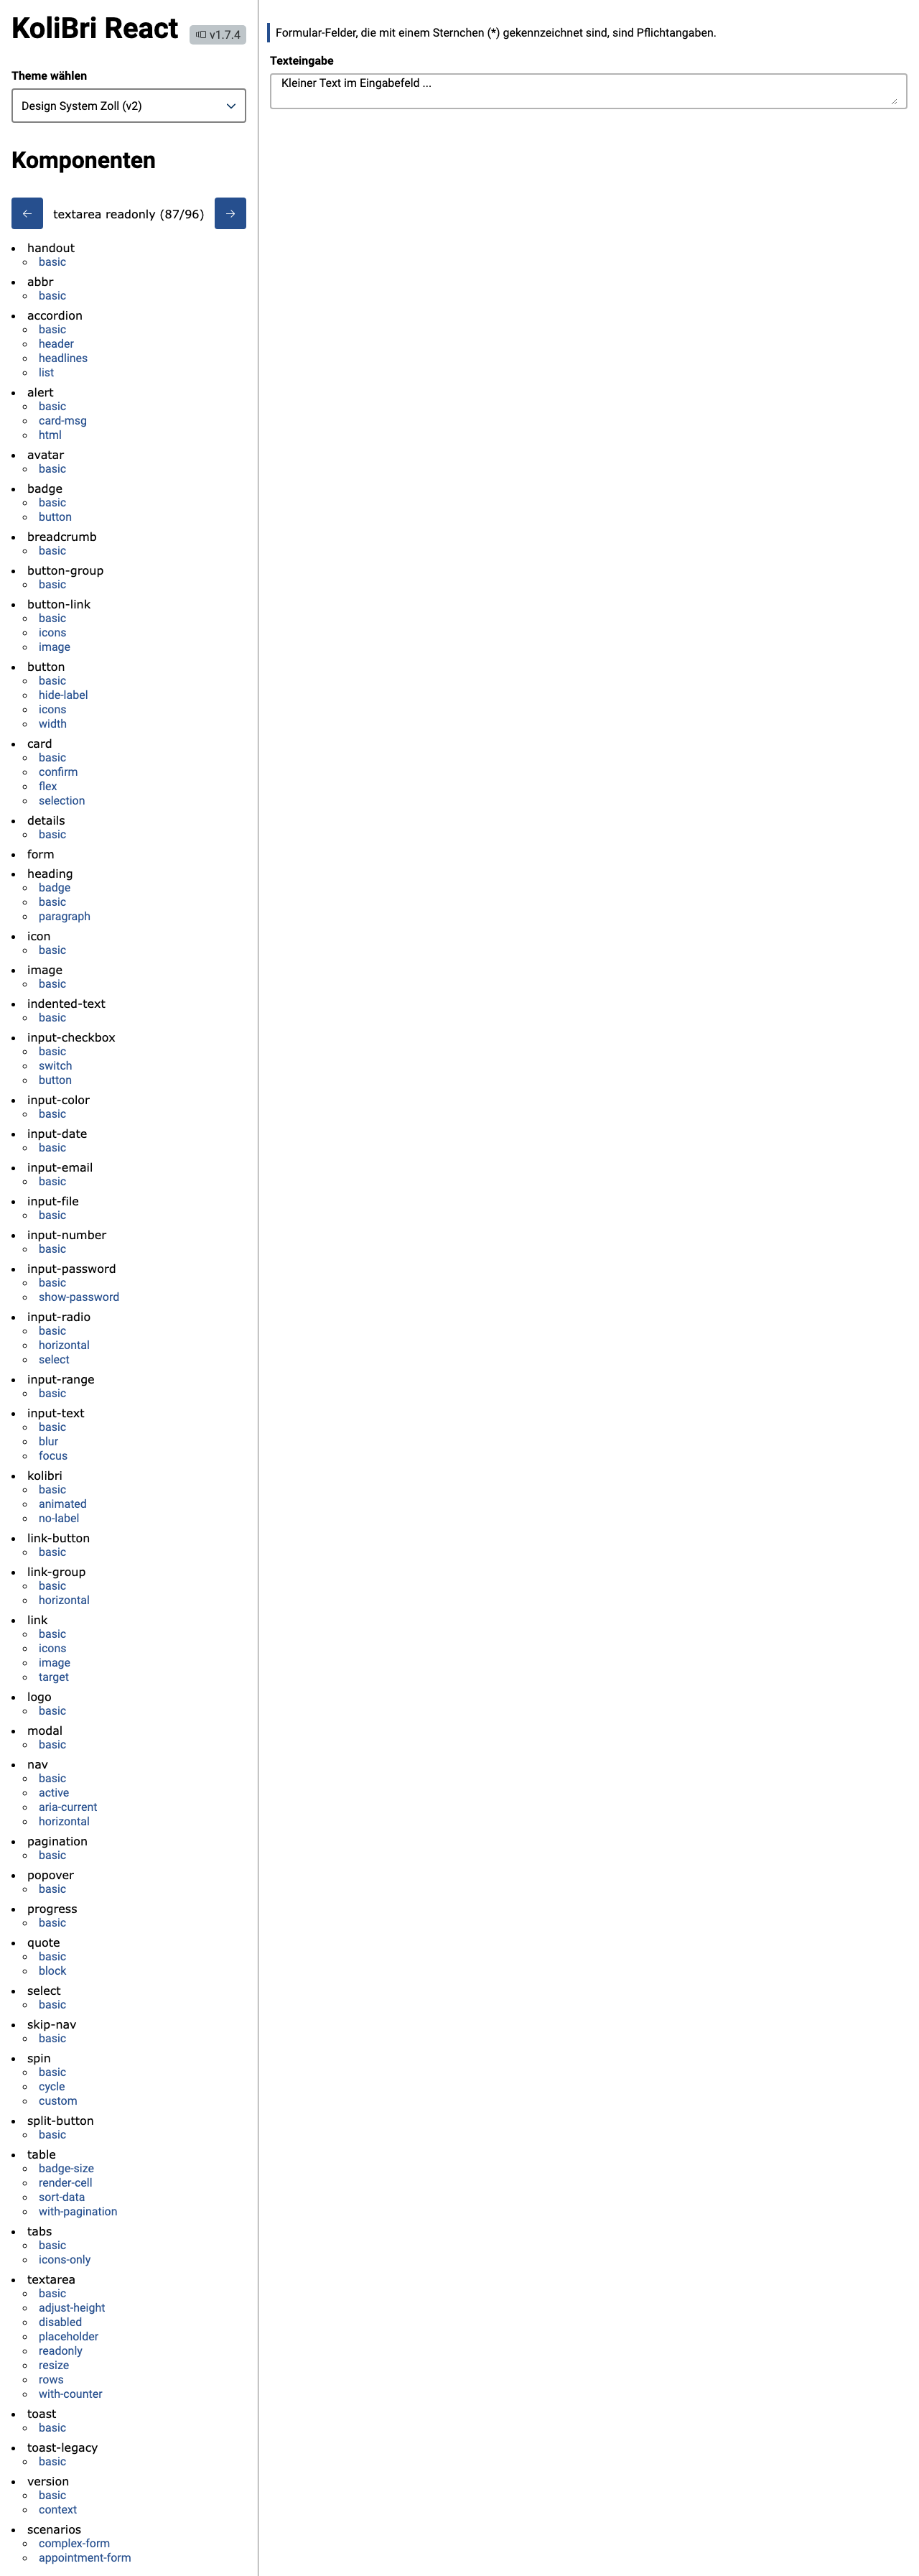 KoliBri React v1.7.4
Theme wählen
Design System Zoll (v2)
Komponenten
← textarea readonly (87/96) →
handout
basic
abbr
basic
accordion
basic
header
headlines
list
alert
basic
card-msg
html
avatar
basic
badge
basic
button
breadcrumb
basic
button-group
basic
button-link
basic
icons
image
button
basic
hide-label
icons
width
card
basic
confirm
flex
selection
details
basic
form
heading
badge
basic
paragraph
icon
basic
image
basic
indented-text
basic
input-checkbox
basic
switch
button
input-color
basic
input-date
basic
input-email
basic
input-file
basic
input-number
basic
input-password
basic
show-password
input-radio
basic
horizontal
select
input-range
basic
input-text
basic
blur
focus
kolibri
basic
animated
no-label
link-button
basic
link-group
basic
horizontal
link
basic
icons
image
target
logo
basic
modal
basic
nav
basic
active
aria-current
horizontal
pagination
basic
popover
basic
progress
basic
quote
basic
block
select
basic
skip-nav
basic
spin
basic
cycle
custom
split-button
basic
table
badge-size
render-cell
sort-data
with-pagination
tabs
basic
icons-only
textarea
basic
adjust-height
disabled
placeholder
readonly
resize
rows
with-counter
toast
basic
toast-legacy
basic
version
basic
context
scenarios
complex-form
appointment-form
Formular-Felder, die mit einem Sternchen (*) gekennzeichnet sind, sind Pflichtangaben.
Texteingabe
Kleiner Text im Eingabefeld ...